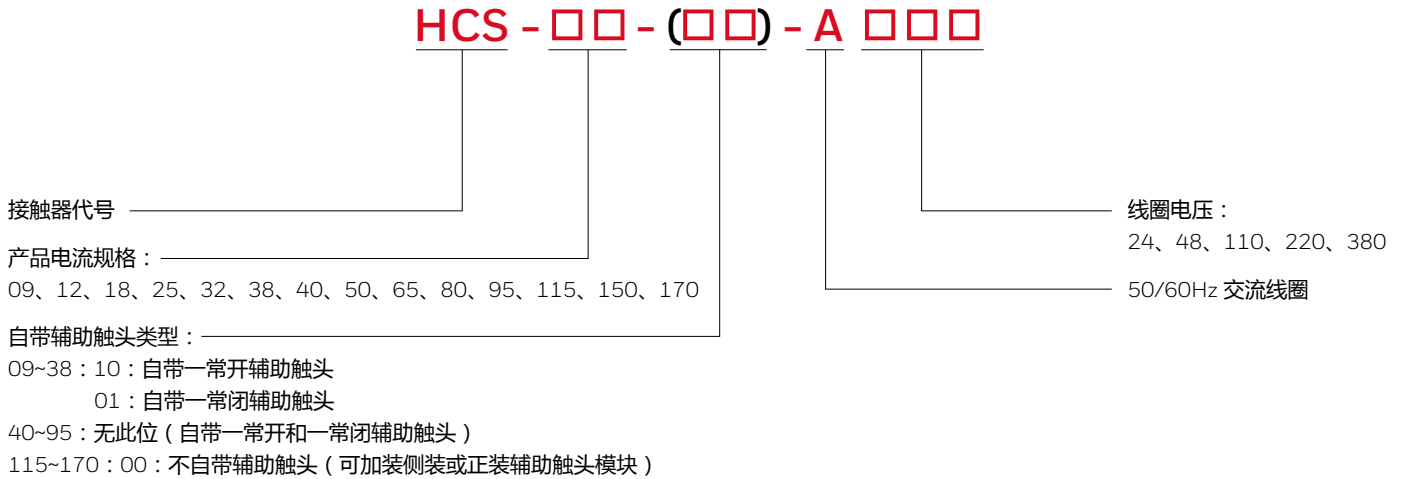 HCS - □□ - (□□) - A □□□
接触器代号
产品电流规格：
09、12、18、25、32、38、40、50、65、80、95、115、150、170
自带辅助触头类型：
09~38：10：自带一常开辅助触头
01：自带一常闭辅助触头
40~95：无此位（自带一常开和一常闭辅助触头）
115~170：00：不自带辅助触头（可加装侧装或正装辅助触头模块）
线圈电压：
24、48、110、220、380
50/60Hz 交流线圈